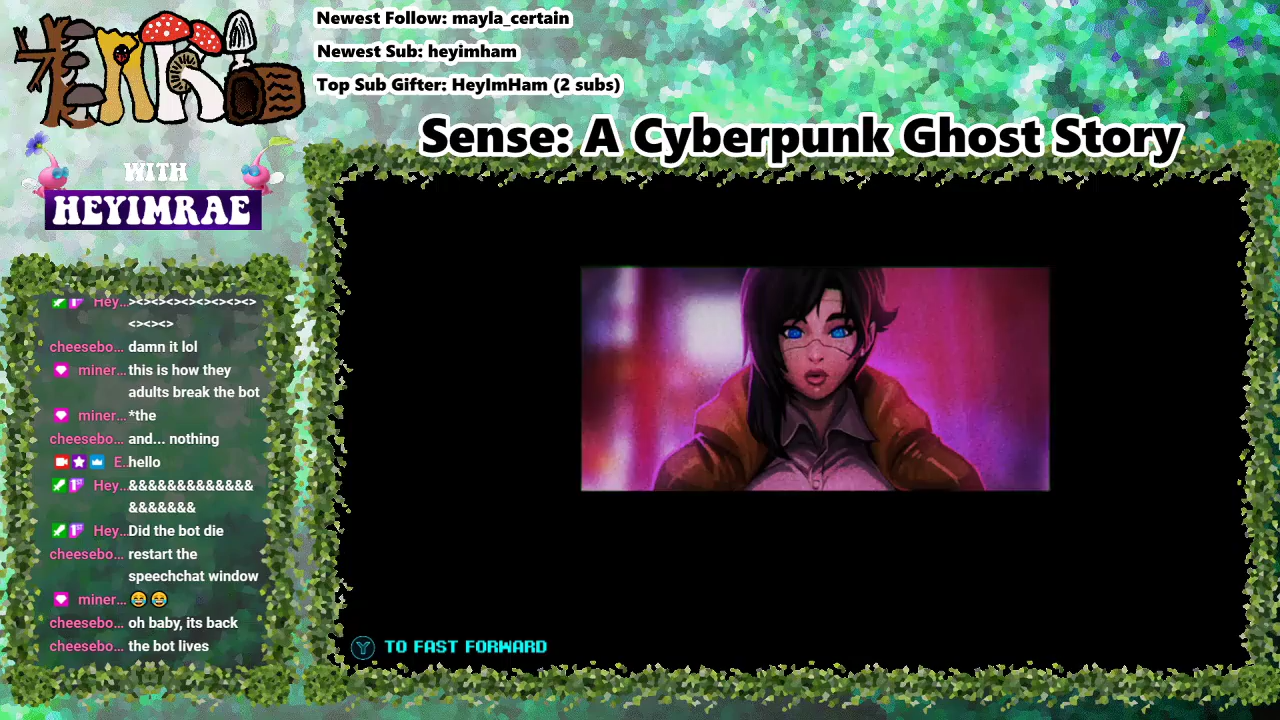 Newest Follow: mayla_certain
Newest Sub: heyimham
Top Sub Gifter: HeyImHam (2 subs)
Sense: A Cyberpunk Ghost Story
WITH
HEYIMRAE
Hey...><><><><><><><><><>
<><><>
cheesebo... damn it lol
miner... this is how they
adults break the bot
miner... *the
cheesebo... and... nothing
E..hello
Hey...&&&&&&&&&&&&&
&&&&&&&
Hey...Did the bot die
cheesebo... restart the
speechchat window
miner... 😂 😂
cheesebo... oh baby, its back
cheesebo... the bot lives
Y TO FAST FORWARD